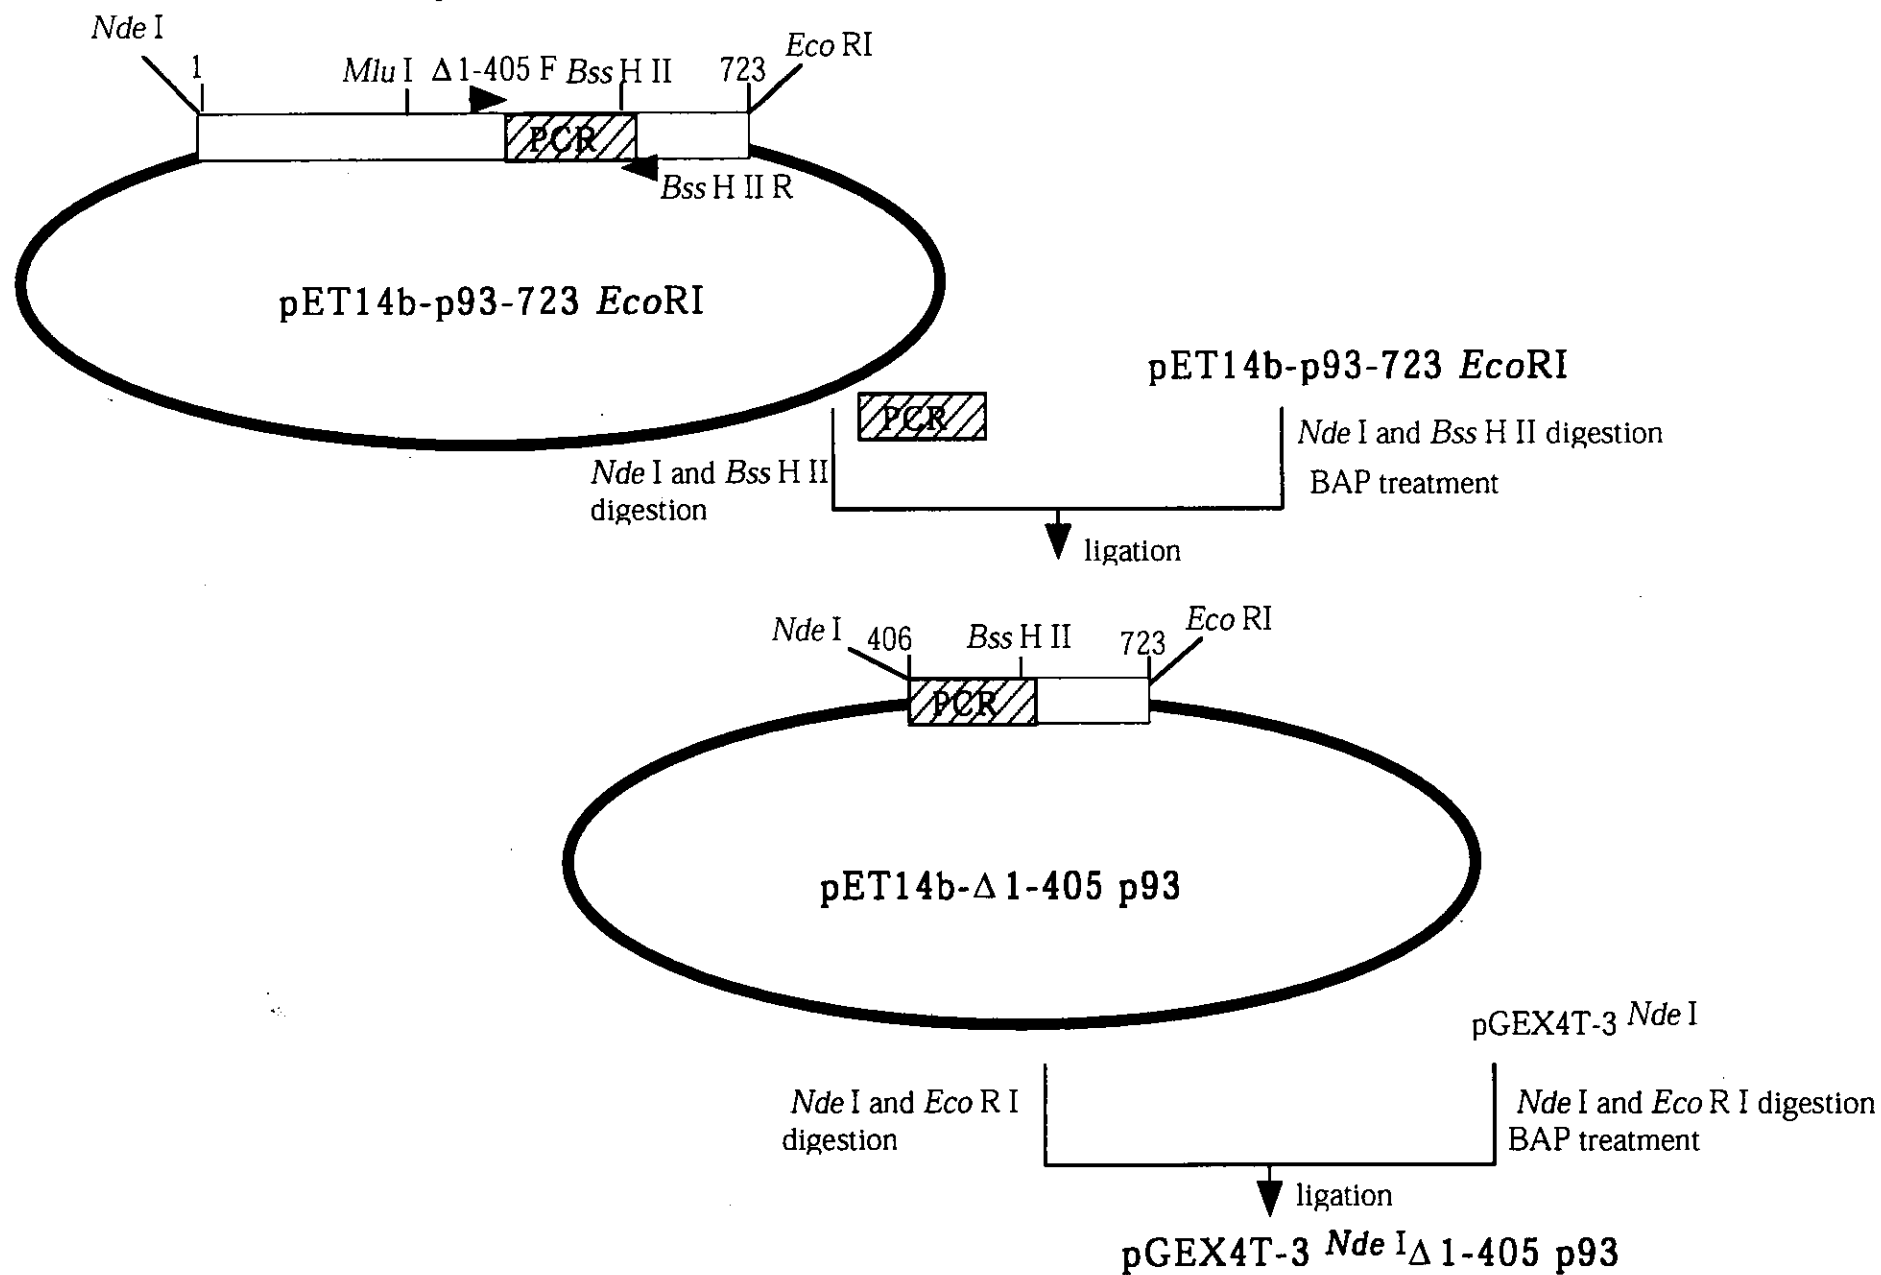 Nde I
1
Mlu I
Δ 1-405 F
Bss H II
723
Eco RI
PCR
Bss H II R
pET14b-p93-723 EcoRI
pET14b-p93-723 EcoRI
PCR
Nde I and Bss H II
digestion
Nde I and Bss H II digestion
BAP treatment
ligation
Nde I
406
Bss H II
723
Eco RI
PCR
pET14b-Δ 1-405 p93
pGEX4T-3 Nde I
Nde I and Eco R I
digestion
Nde I and Eco R I digestion
BAP treatment
ligation
pGEX4T-3 Nde I Δ 1-405 p93